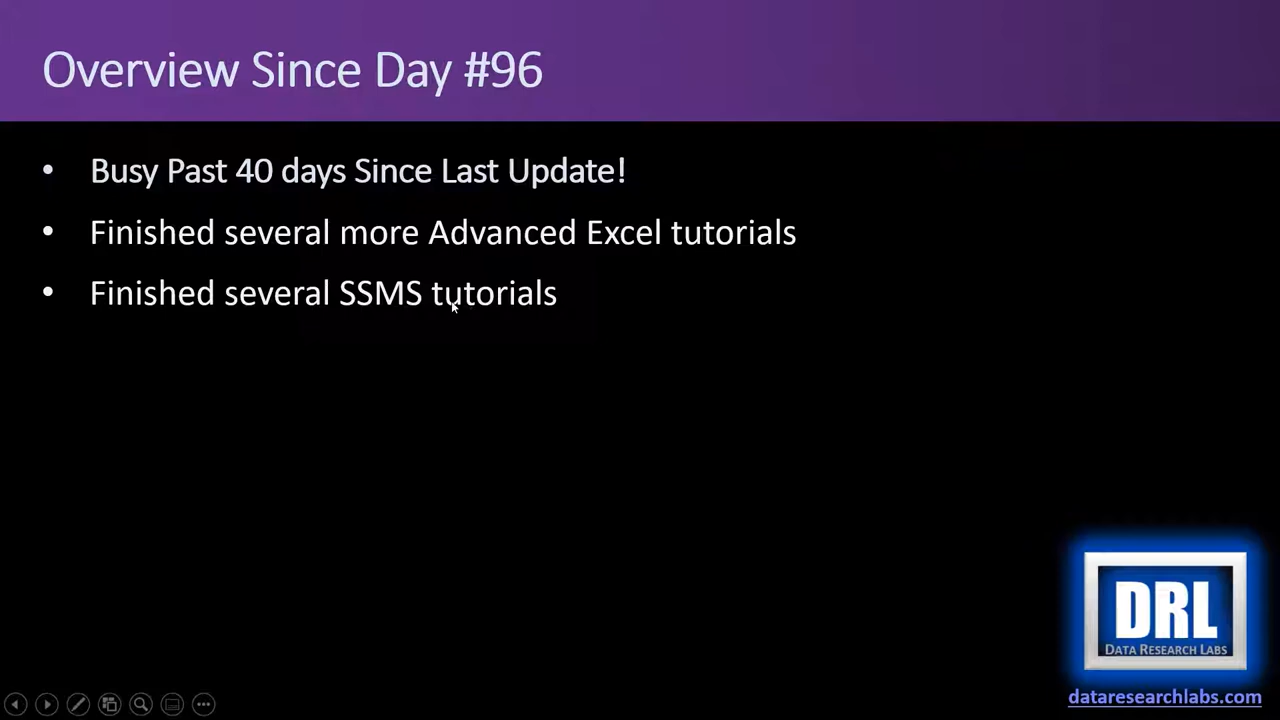 Overview Since Day #96
• Busy Past 40 days Since Last Update!
• Finished several more Advanced Excel tutorials
• Finished several SSMS tutorials
DRL
DATA RESEARCH LABS
dataresearchlabs.com